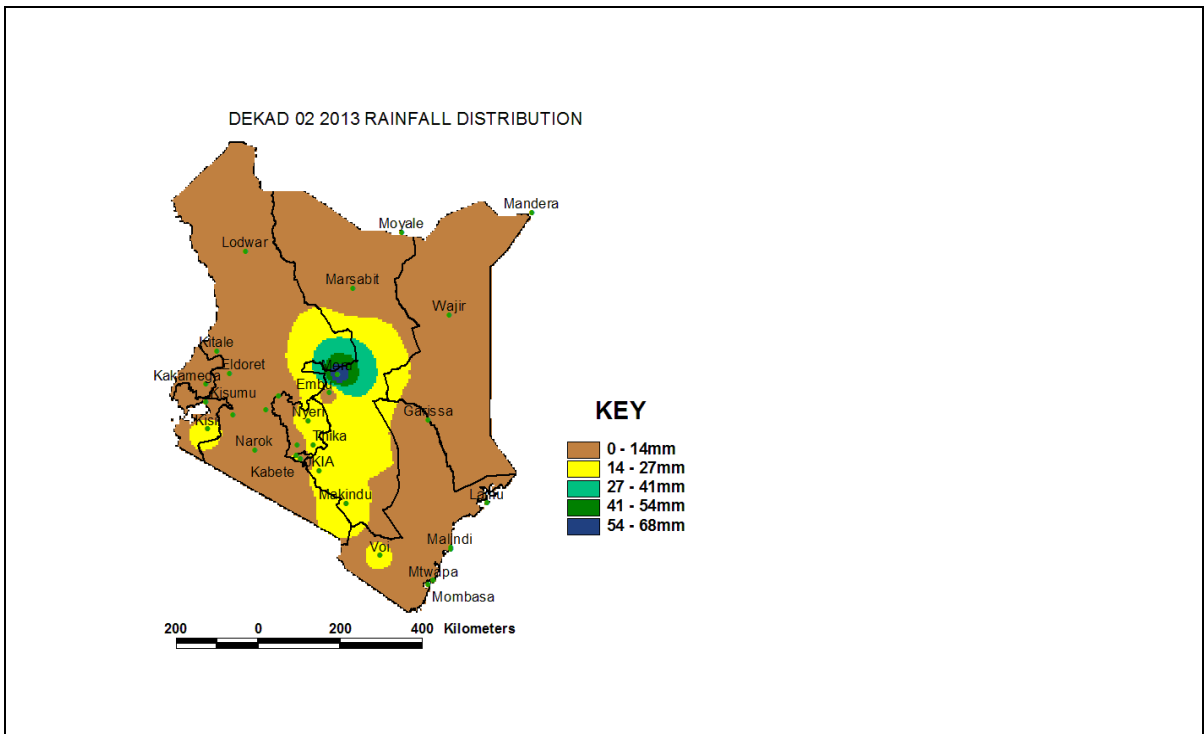 DEKAD 02 2013 RAINFALL DISTRIBUTION
Mandera
Moyale
Lodwar
Marsabit
Wajir
Kitale
Eldoret
Meru
Kakamega
Embu
Kisumu
Nyeri
Garissa
Kisii
Narok
Thika
Kabete
JKIA
Makindu
Lamu
Voi
Malindi
Mtwapa
Mombasa
KEY
0 - 14mm
14 - 27mm
27 - 41mm
41 - 54mm
54 - 68mm
200 0 200 400 Kilometers